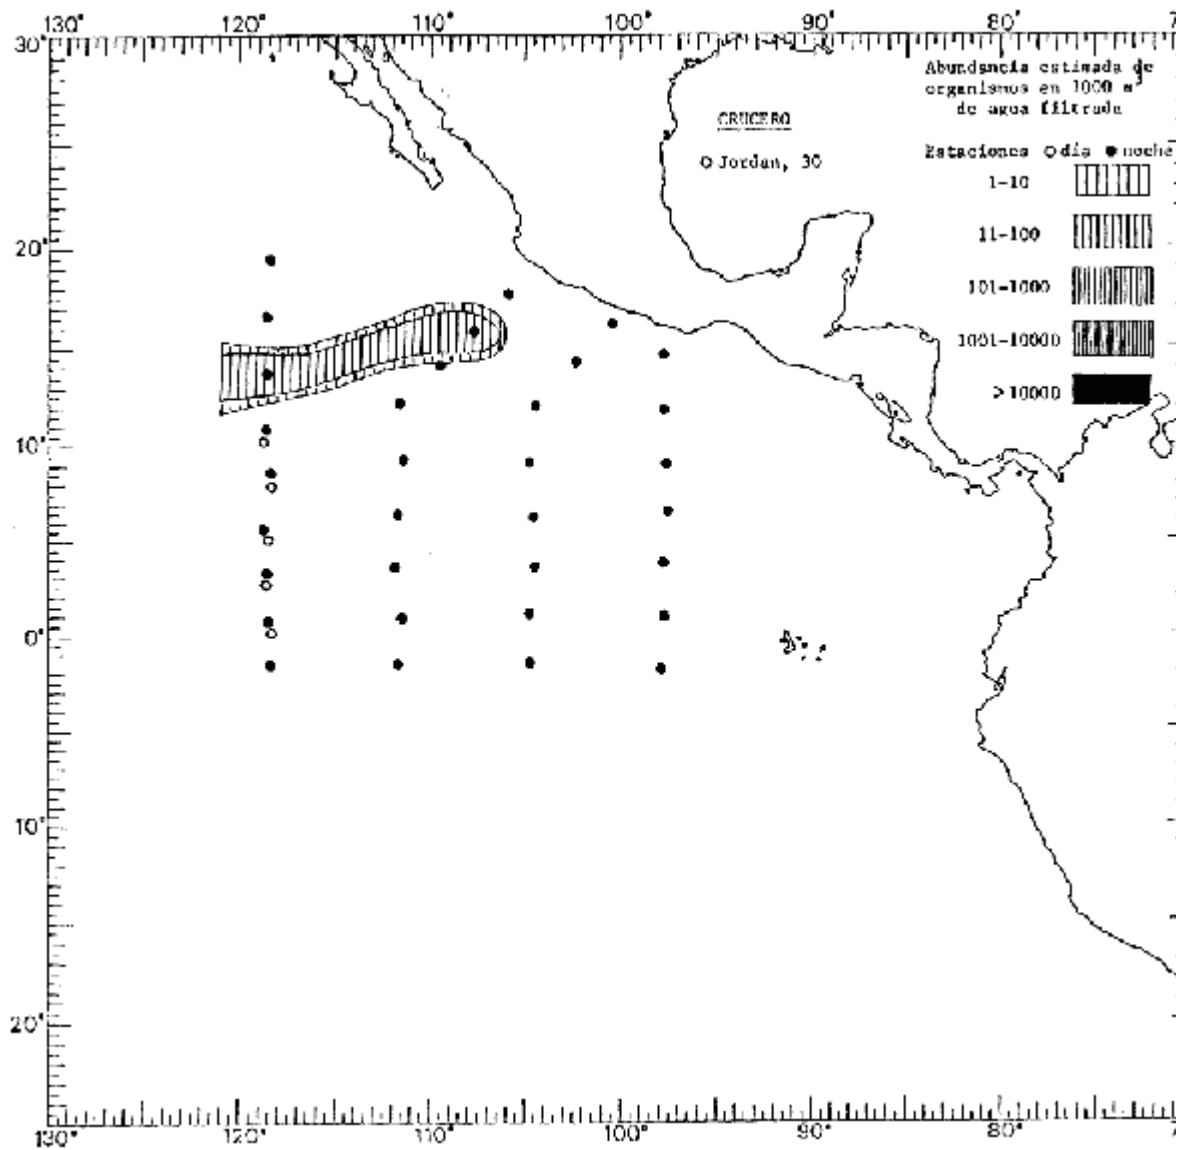 130° 120° 110° 100° 90° 80° 7
30°
Abundancia estimada de
organismos en 1000 m³
de agua filtrada
CRUCERO
O Jordan, 30
Estaciones O día ● noche
1-10
11-100
20°
101-1000
1001-10000
>10000
10°
0°
10°
20°
130° 120° 110° 100° 90° 80° 7